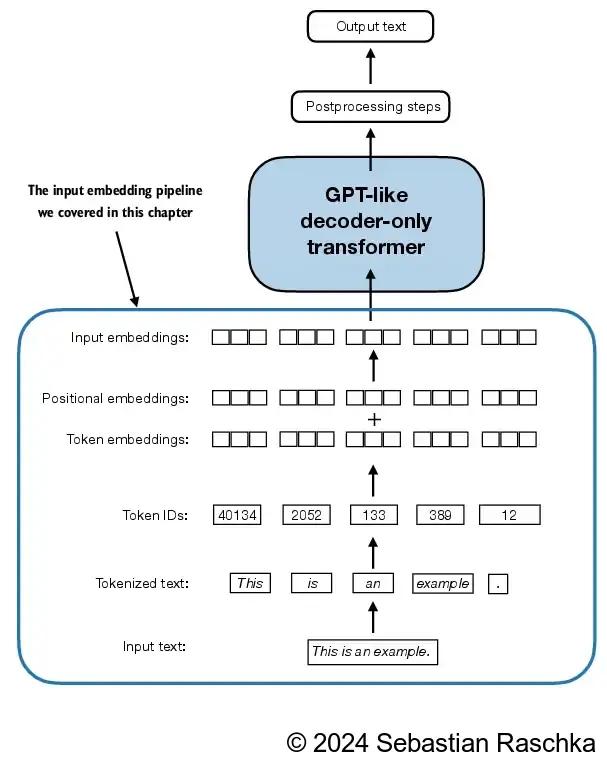 Output text
Postprocessing steps
GPT-like
decoder-only
transformer
The input embedding pipeline
we covered in this chapter
Input embeddings:
Positional embeddings:
+
Token embeddings:
Token IDs: 40134 2052 133 389 12
Tokenized text: This is an example .
Input text: This is an example.
© 2024 Sebastian Raschka